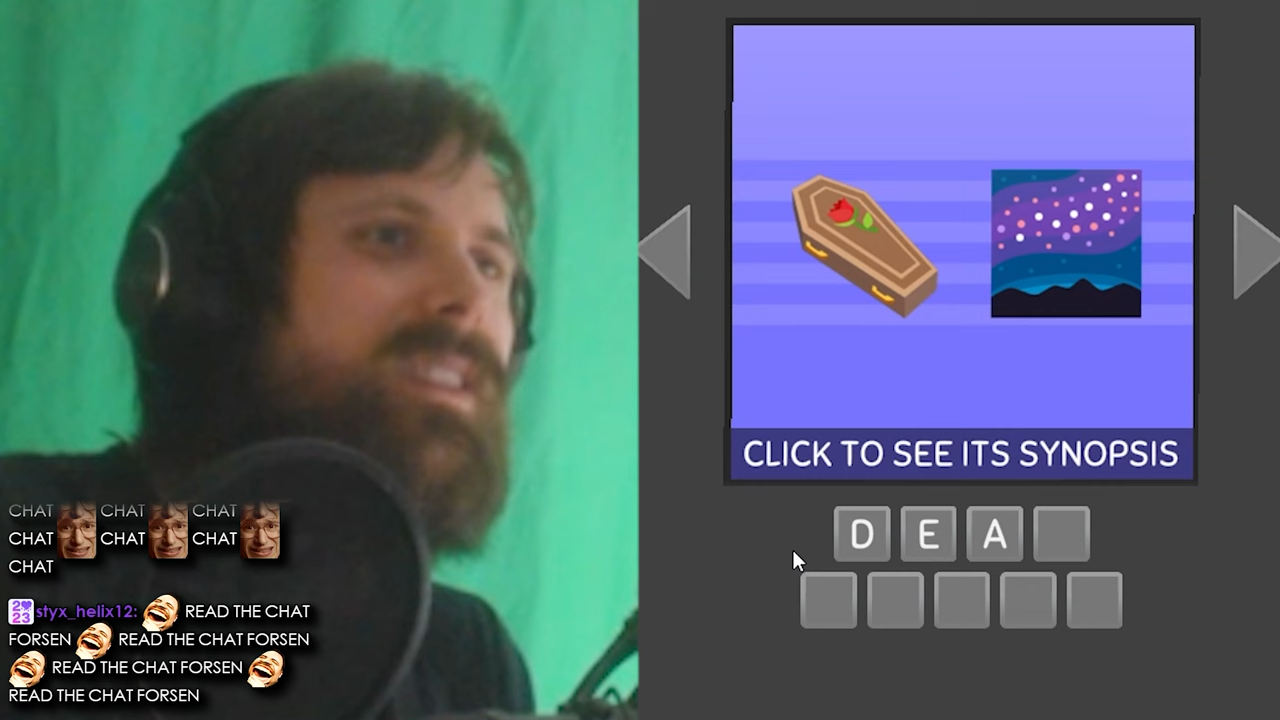 CLICK TO SEE ITS SYNOPSIS
D E A
CHAT CHAT CHAT
CHAT CHAT CHAT
CHAT
styx_helix12: READ THE CHAT
FORSEN READ THE CHAT FORSEN
READ THE CHAT FORSEN
READ THE CHAT FORSEN